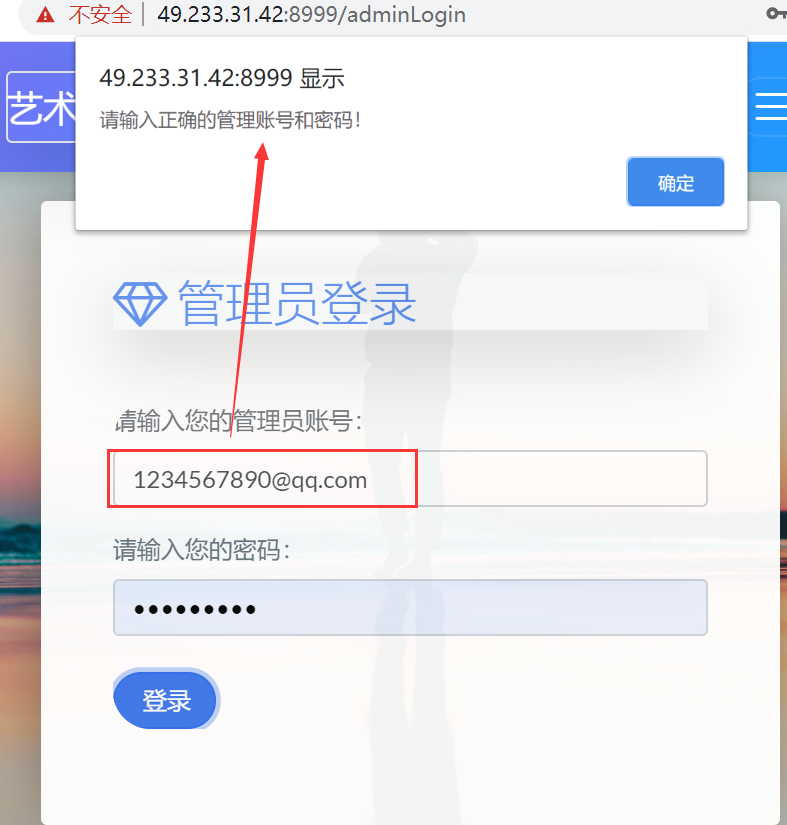 不安全 | 49.233.31.42:8999/adminLogin
49.233.31.42:8999 显示
请输入正确的管理账号和密码！
确定
艺术
管理员登录
请输入您的管理员账号：
1234567890@qq.com
请输入您的密码：
•••••••••
登录